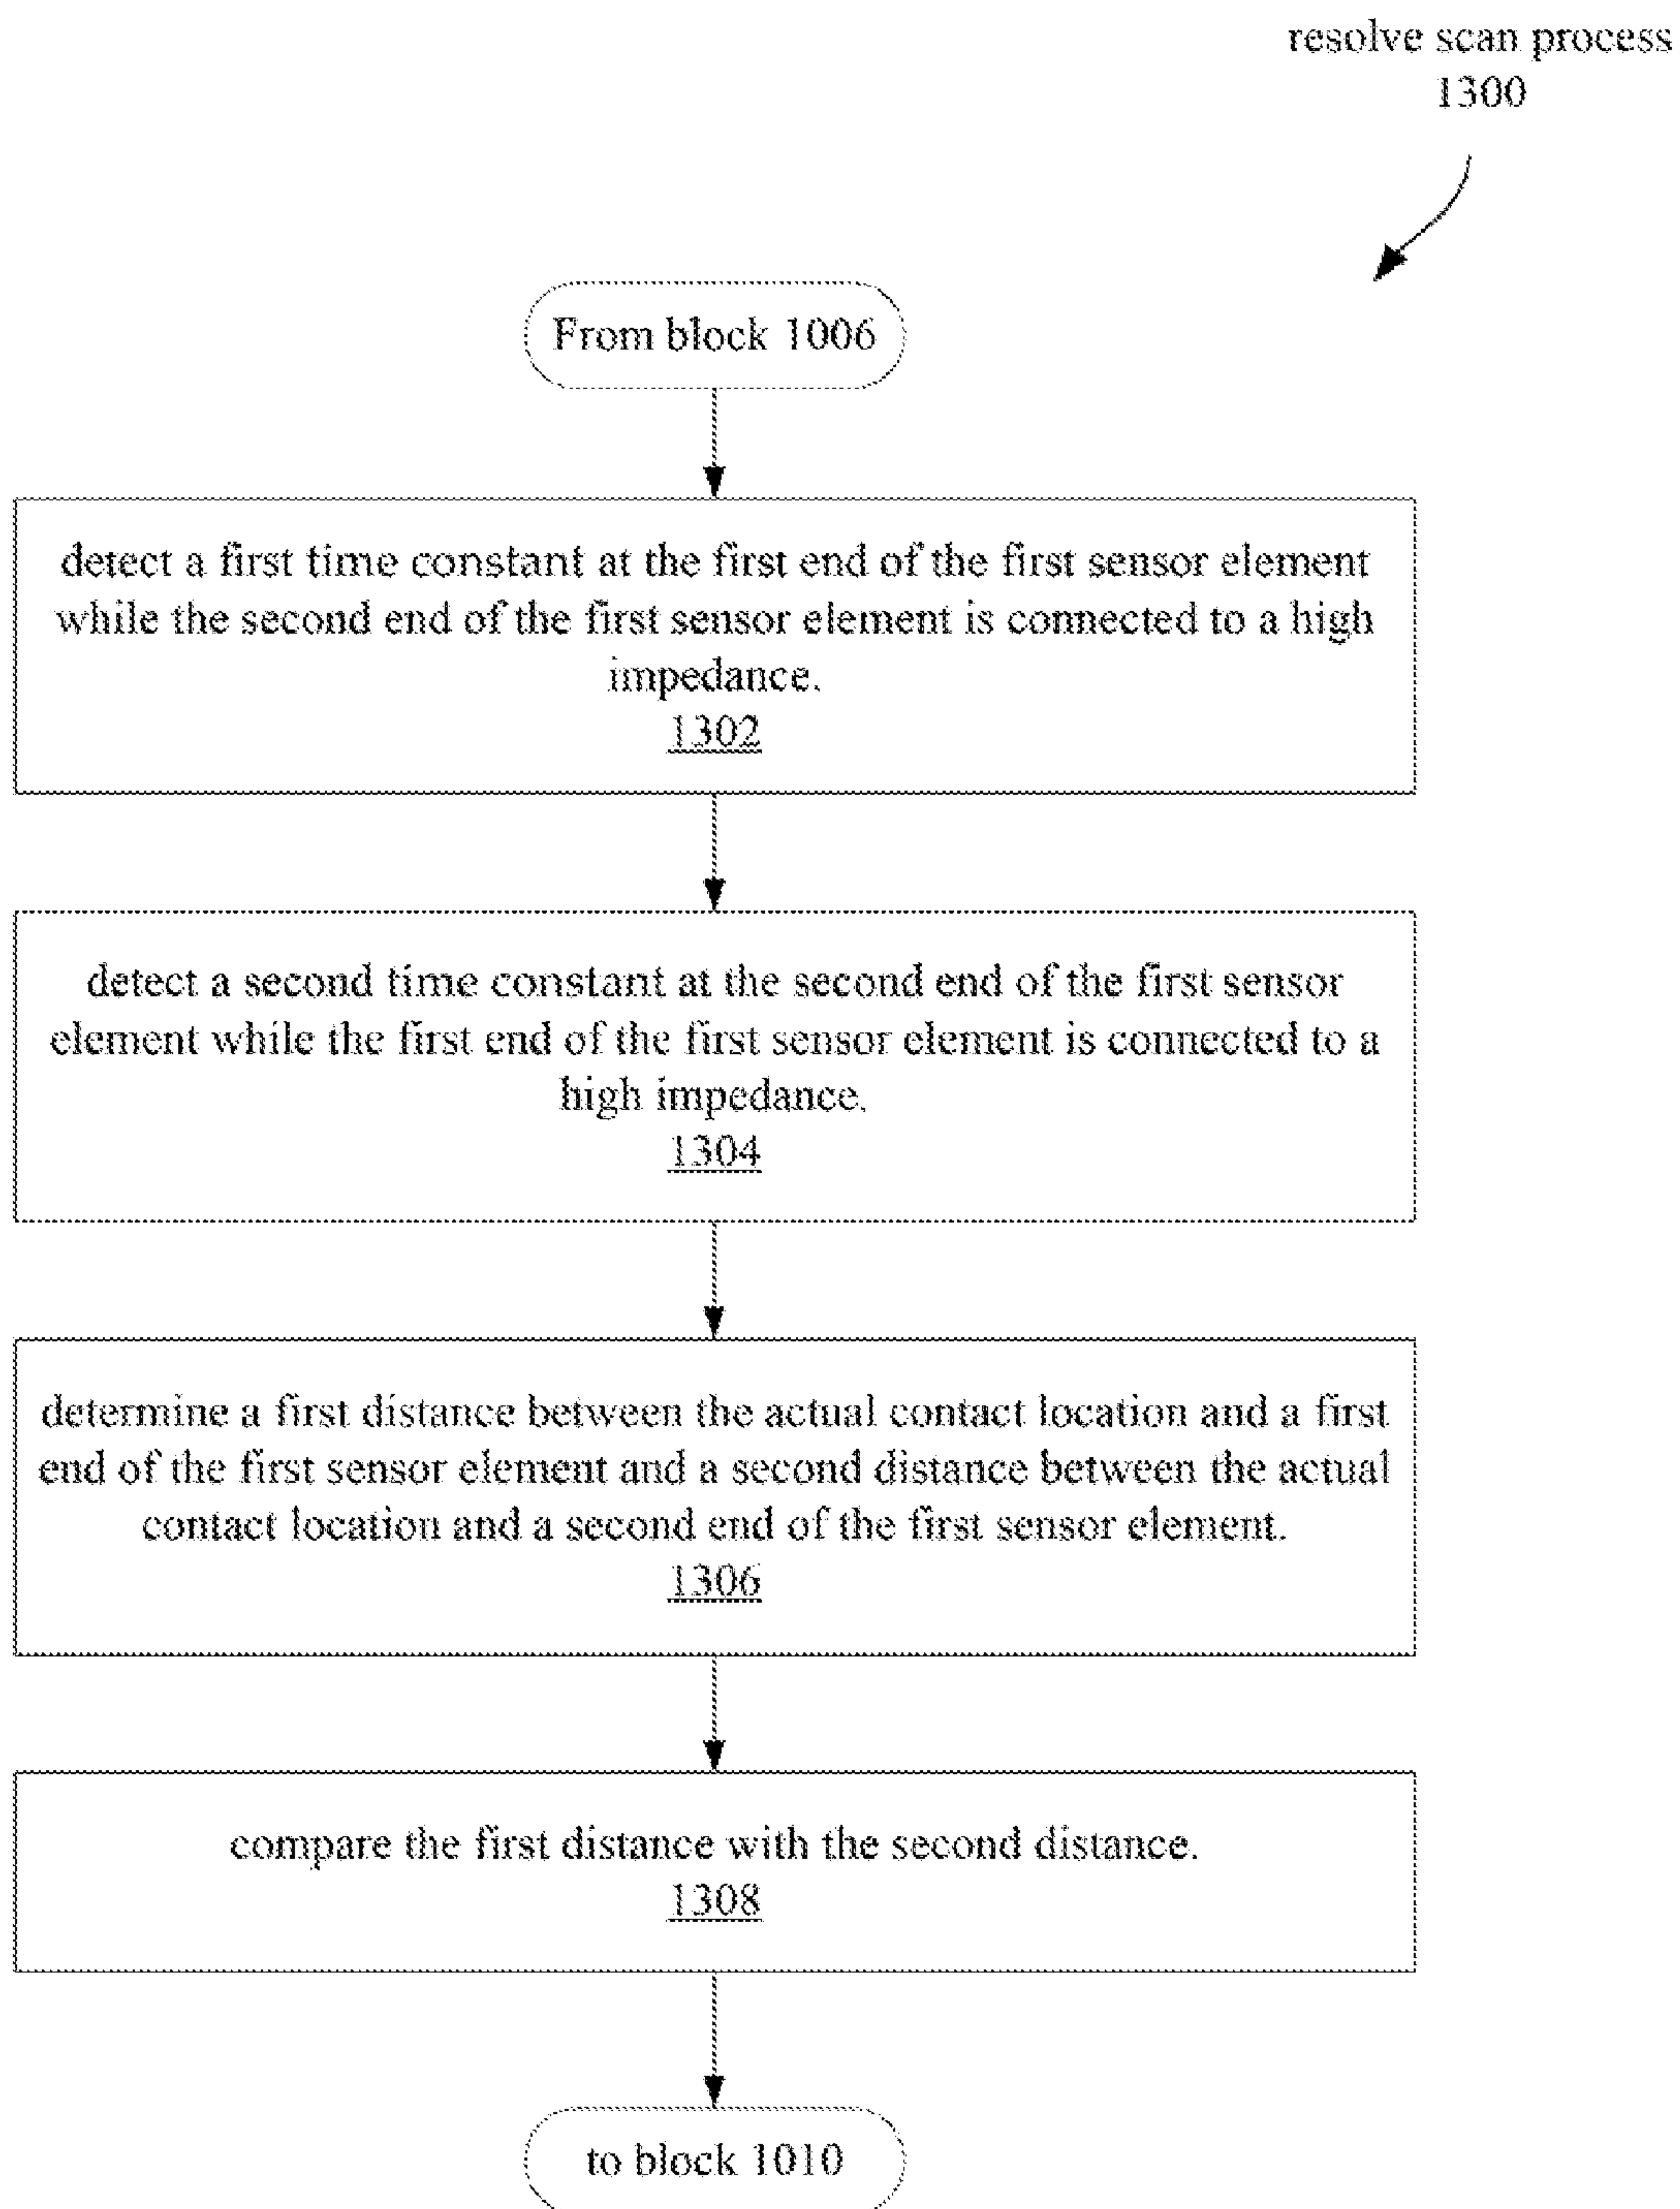 resolve scan process
1300
From block 1006
detect a first time constant at the first end of the first sensor element
while the second end of the first sensor element is connected to a high
impedance.
1302
detect a second time constant at the second end of the first sensor
element while the first end of the first sensor element is connected to a
high impedance.
1304
determine a first distance between the actual contact location and a first
end of the first sensor element and a second distance between the actual
contact location and a second end of the first sensor element.
1306
compare the first distance with the second distance.
1308
to block 1010